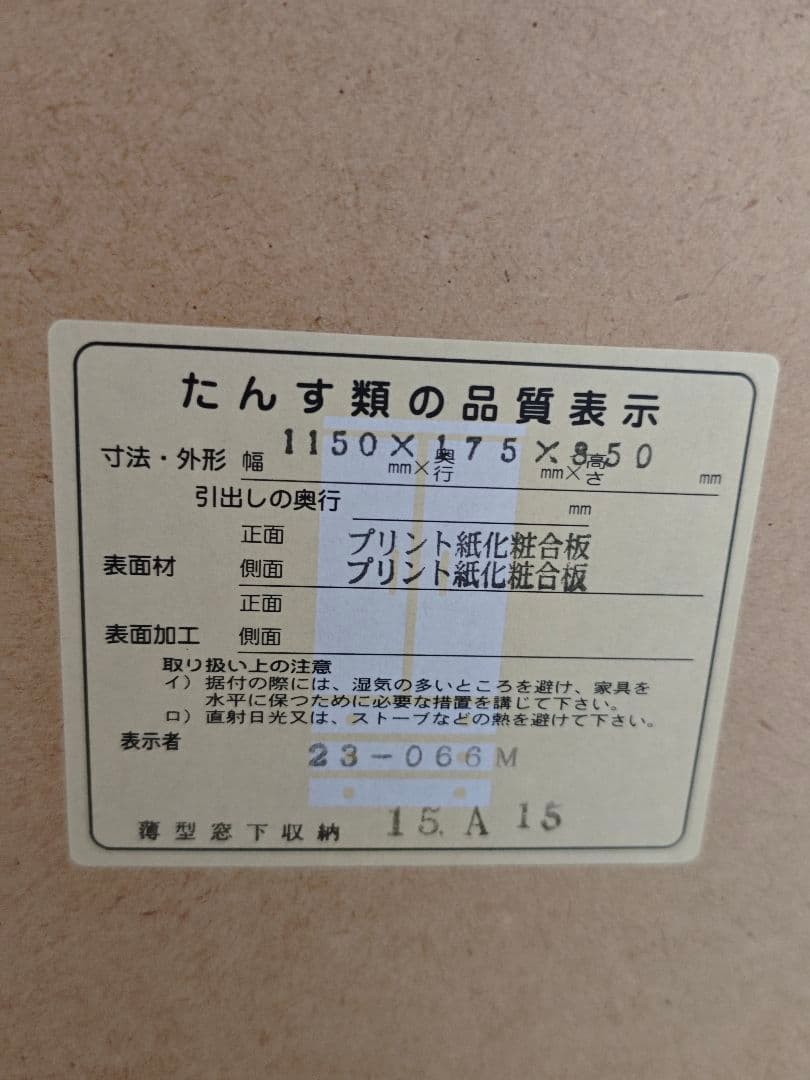 たんす類の品質表示
寸法・外形 幅 1150×175×850
mm× 奥行 mm× 高さ mm
引出しの奥行 mm
正面 プリント紙化粧合板
表面材 側面 プリント紙化粧合板
正面
表面加工 側面
取り扱い上の注意
イ）据付の際には、湿気の多いところを避け、家具を
水平に保つために必要な措置を講じて下さい。
ロ）直射日光又は、ストーブなどの熱を避けて下さい。
表示者
23-066M
薄型窓下収納 15.A 15